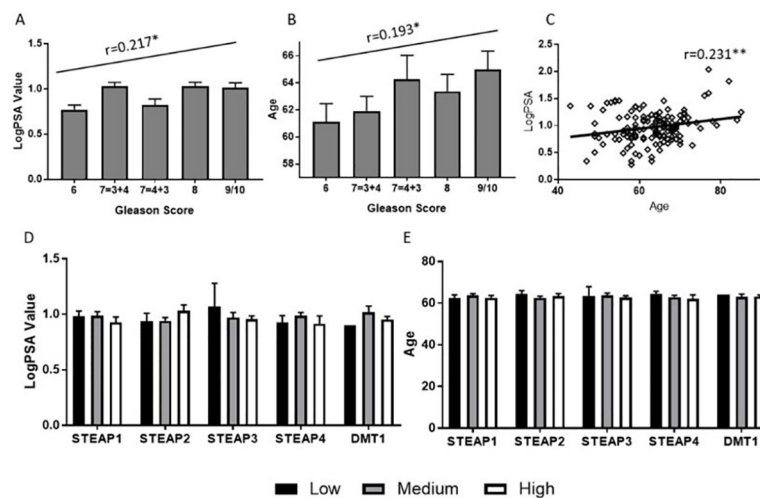 A
r=0.217*
LogPSA Value
1.5
1.0
0.5
0.0
6 7=3+4 7=4+3 8 9/10
Gleason Score
B
r=0.193*
Age
66
64
62
60
58
6 7=3+4 7=4+3 8 9/10
Gleason Score
C
r=0.231**
LogPSA
2.5
2.0
1.5
1.0
0.5
0.0
40 60 80
Age
D
LogPSA Value
1.5
1.0
0.5
0.0
STEAP1 STEAP2 STEAP3 STEAP4 DMT1
E
Age
80
60
40
20
0
STEAP1 STEAP2 STEAP3 STEAP4 DMT1
Low Medium High